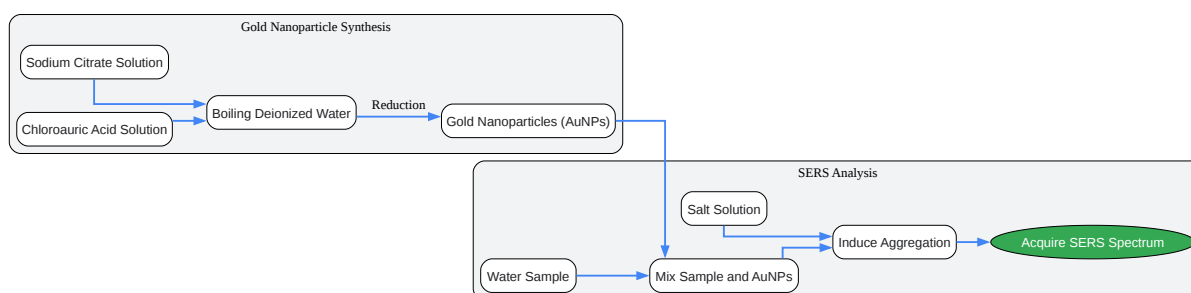 Gold Nanoparticle Synthesis
Sodium Citrate Solution
Chloroauric Acid Solution
Boiling Deionized Water
Reduction
Gold Nanoparticles (AuNPs)
SERS Analysis
Salt Solution
Water Sample
Mix Sample and AuNPs
Induce Aggregation
Acquire SERS Spectrum